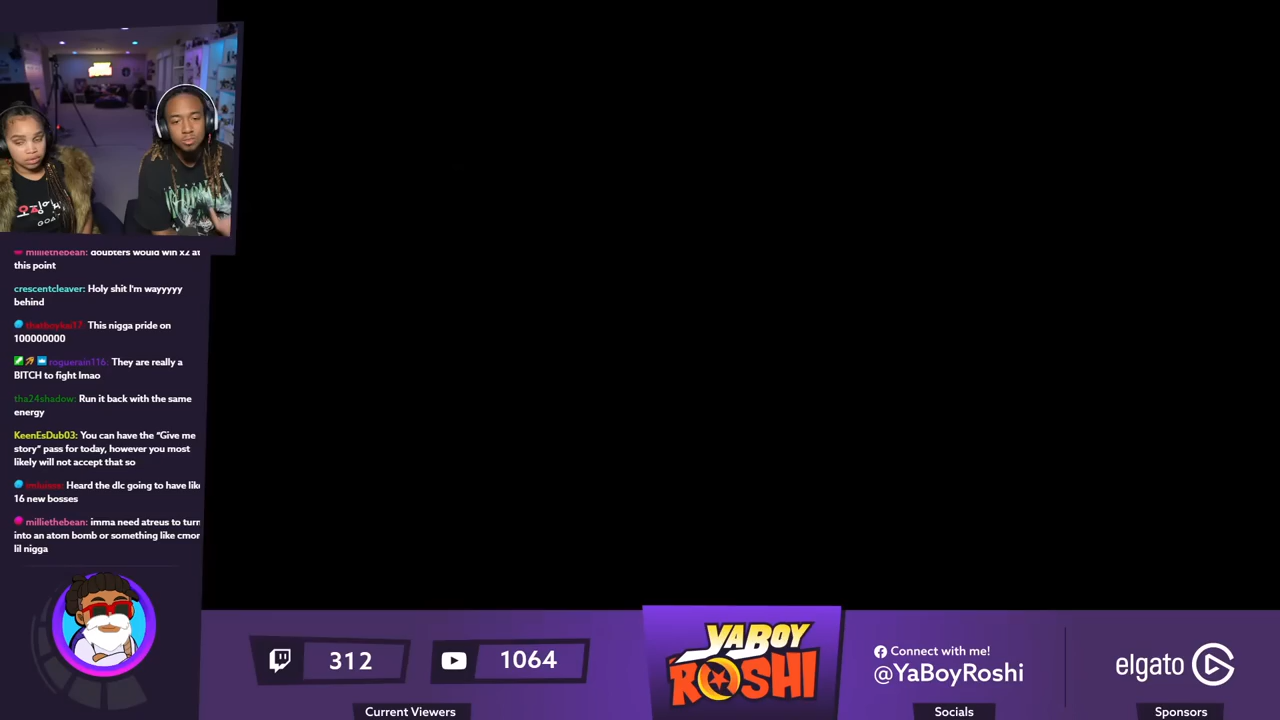 milliethebean: doubters would win x2 at
this point
crescentcleaver: Holy shit I'm wayyyyy
behind
thatboykai17: This nigga pride on
100000000
roguerain116: They are really a
BITCH to fight lmao
tha24shadow: Run it back with the same
energy
KeenEsDub03: You can have the "Give me
story" pass for today, however you most
likely will not accept that so
Heard the dlc going to have like
16 new bosses
milliethebean: imma need atreus to turn
into an atom bomb or something like cmon
lil nigga
312
1064
Current Viewers
YABOY
ROSHI
Connect with me!
@YaBoyRoshi
Socials
elgato
Sponsors